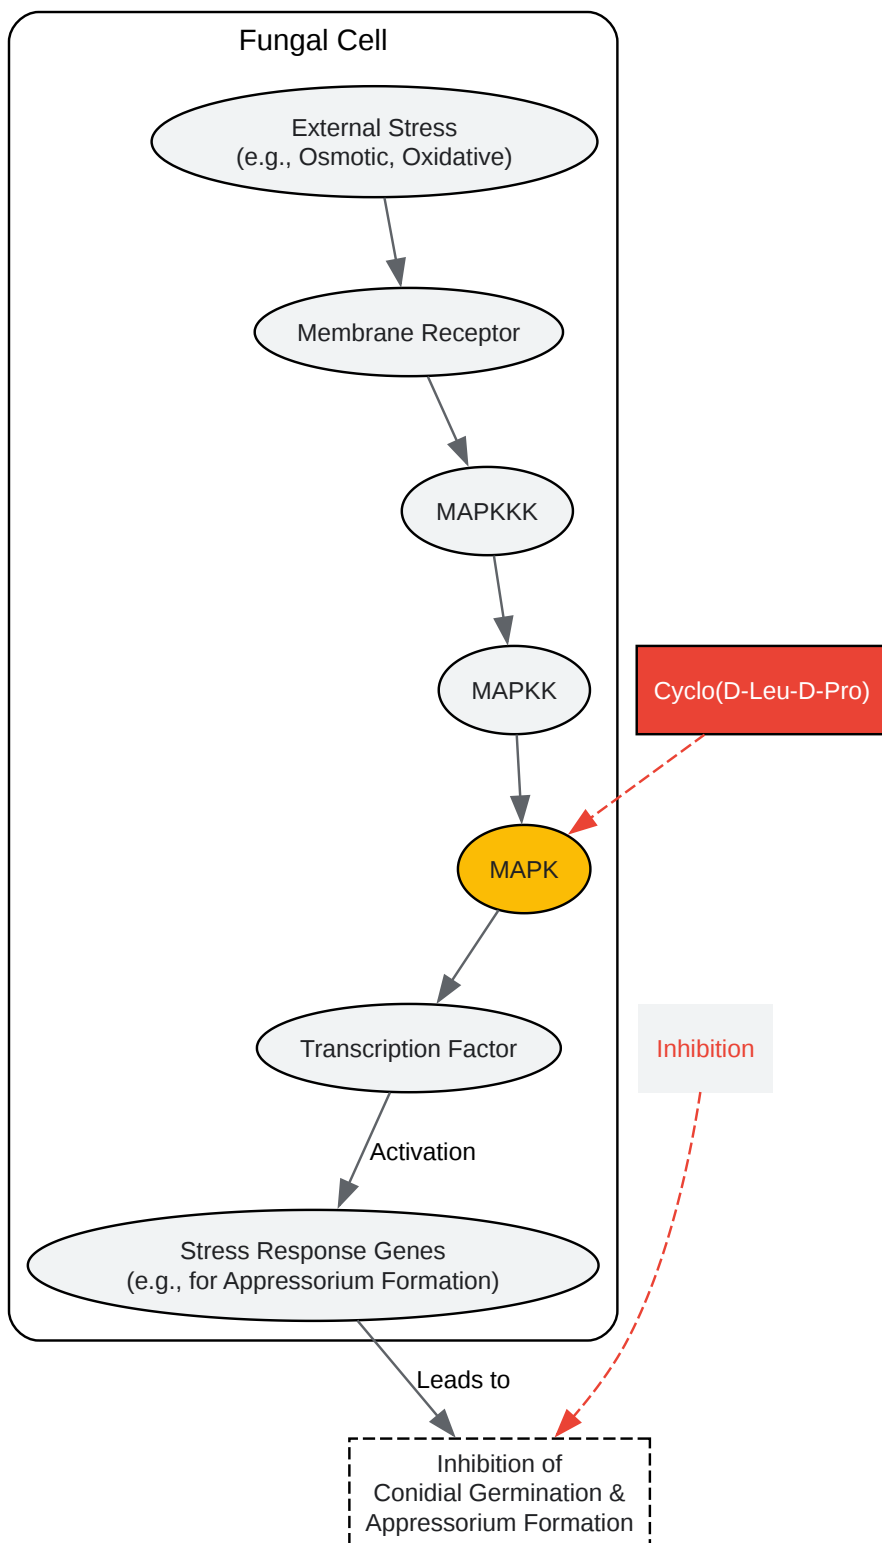 Fungal Cell
External Stress
(e.g., Osmotic, Oxidative)
Membrane Receptor
MAPKKK
MAPKK
Cyclo(D-Leu-D-Pro)
MAPK
Transcription Factor
Inhibition
Activation
Stress Response Genes
(e.g., for Appressorium Formation)
Leads to
Inhibition of
Conidial Germination &
Appressorium Formation